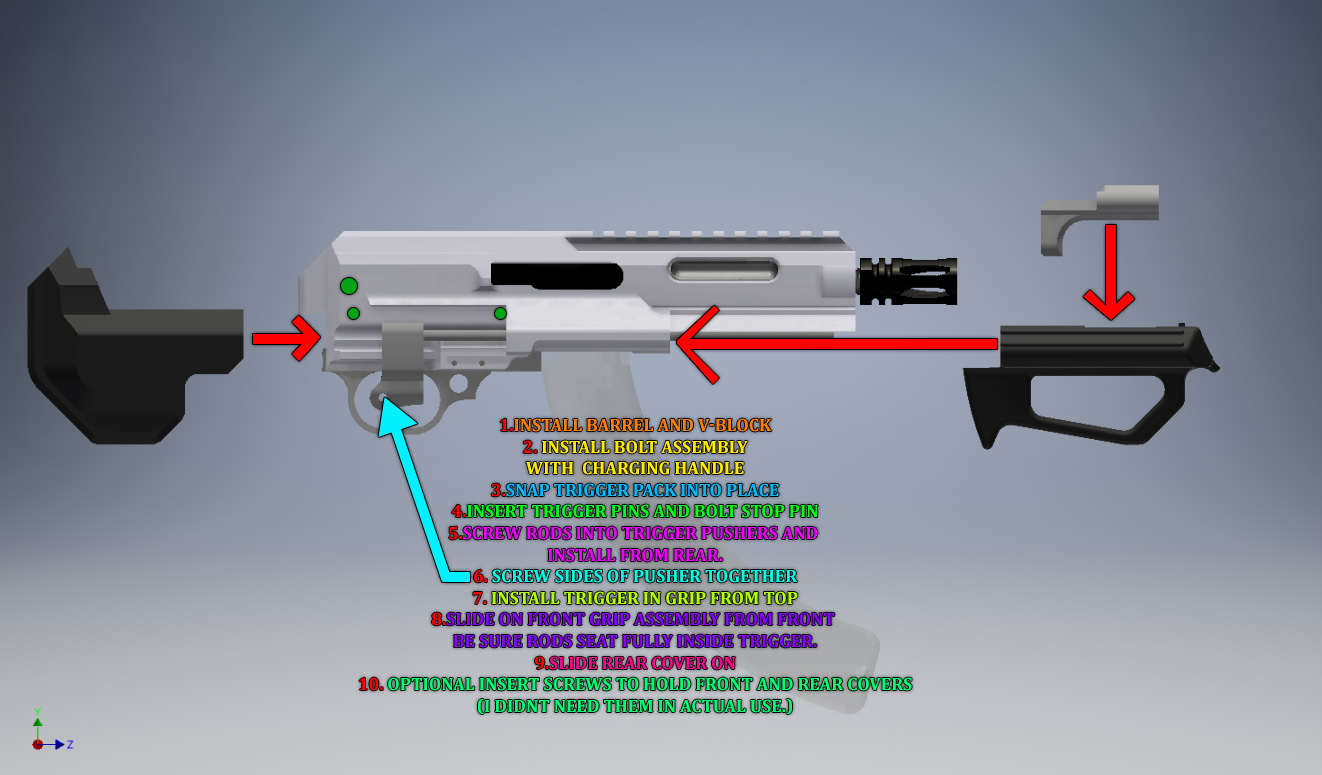 1.INSTALL BARREL AND V-BLOCK
2. INSTALL BOLT ASSEMBLY
WITH CHARGING HANDLE
3.SNAP TRIGGER PACK INTO PLACE
4.INSERT TRIGGER PINS AND BOLT STOP PIN
5.SCREW RODS INTO TRIGGER PUSHERS AND
INSTALL FROM REAR.
6. SCREW SIDES OF PUSHER TOGETHER
7. INSTALL TRIGGER IN GRIP FROM TOP
8.SLIDE ON FRONT GRIP ASSEMBLY FROM FRONT
BE SURE RODS SEAT FULLY INSIDE TRIGGER.
9.SLIDE REAR COVER ON
10. OPTIONAL INSERT SCREWS TO HOLD FRONT AND REAR COVERS
(I DIDNT NEED THEM IN ACTUAL USE.)
Y
Z